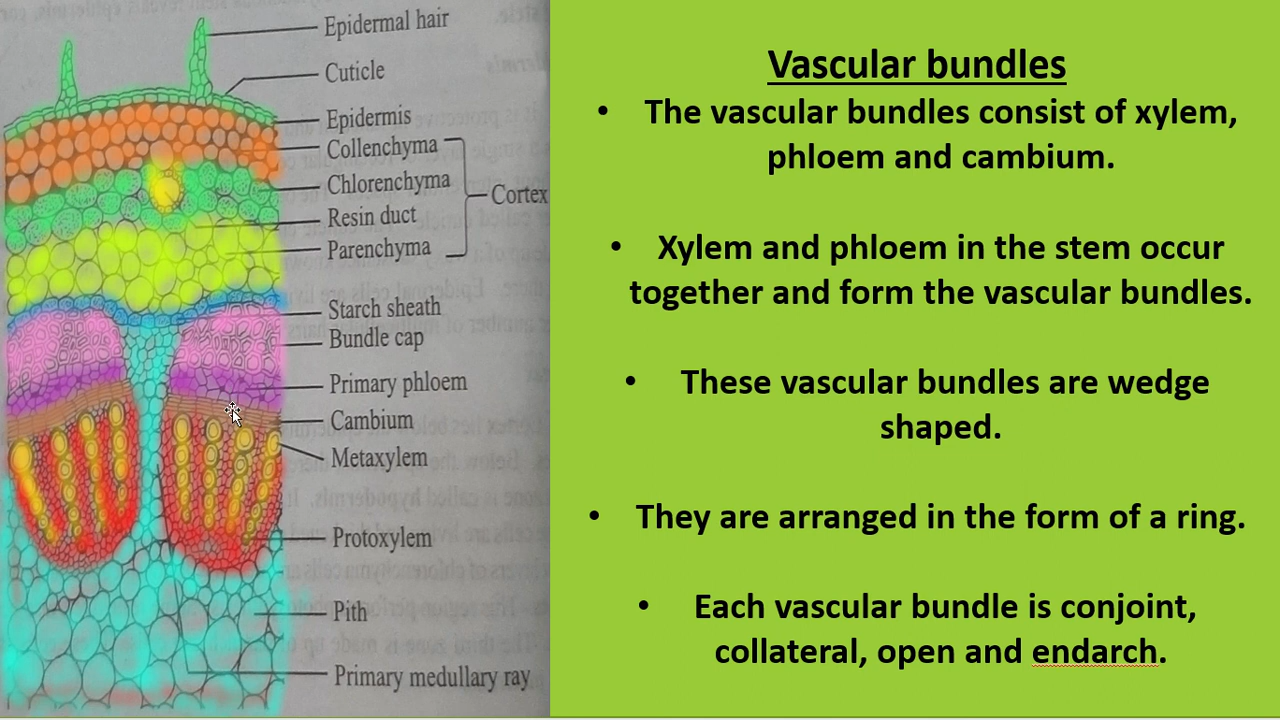 Epidermal hair
Cuticle
Epidermis
Collenchyma
Chlorenchyma
Cortex
Resin duct
Parenchyma
Starch sheath
Bundle cap
Primary phloem
Cambium
Metaxylem
Protoxylem
Pith
Primary medullary ray
Vascular bundles
• The vascular bundles consist of xylem,
phloem and cambium.
• Xylem and phloem in the stem occur
together and form the vascular bundles.
• These vascular bundles are wedge
shaped.
• They are arranged in the form of a ring.
• Each vascular bundle is conjoint,
collateral, open and endarch.